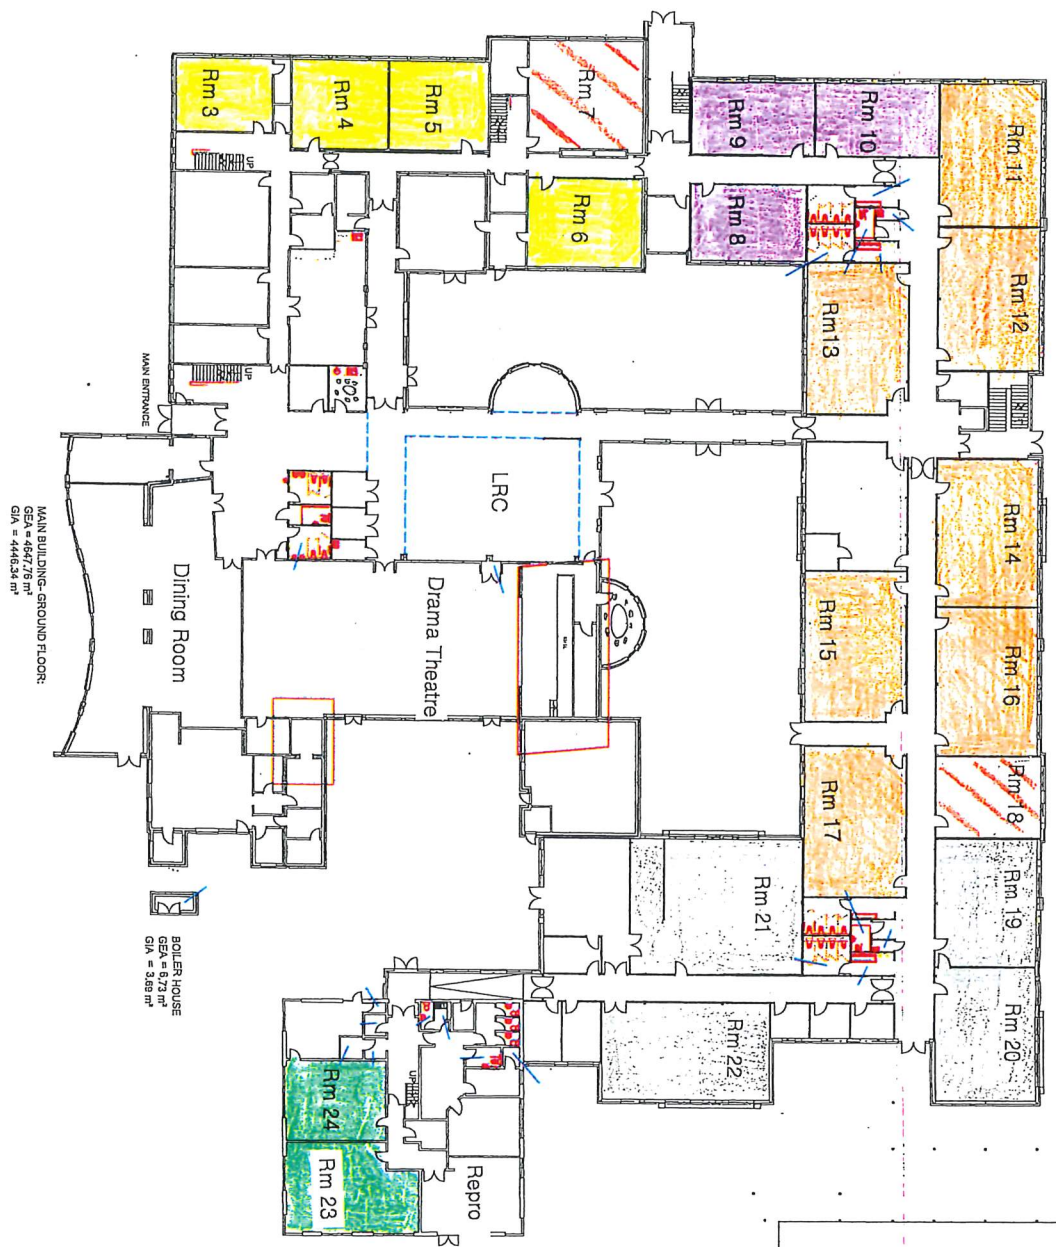 Rm 3
Rm 4
Rm 5
Rm 7
Rm 9
Rm 10
Rm 11
Rm 6
Rm 8
Rm 12
Rm13
UP
UP
MAIN ENTRANCE
LRC
Rm 14
Rm 15
Rm 16
Dining Room
Drama Theatre
MAIN BUILDING- GROUND FLOOR:
GEA = 4647.76 m²
GIA = 4446.34 m²
Rm 17
Rm 18
Rm 19
Rm 21
Rm 20
Rm 22
BOILER HOUSE
GEA = 6.73 m²
GIA = 3.69 m²
UP
Rm 24
Rm 23
Repro